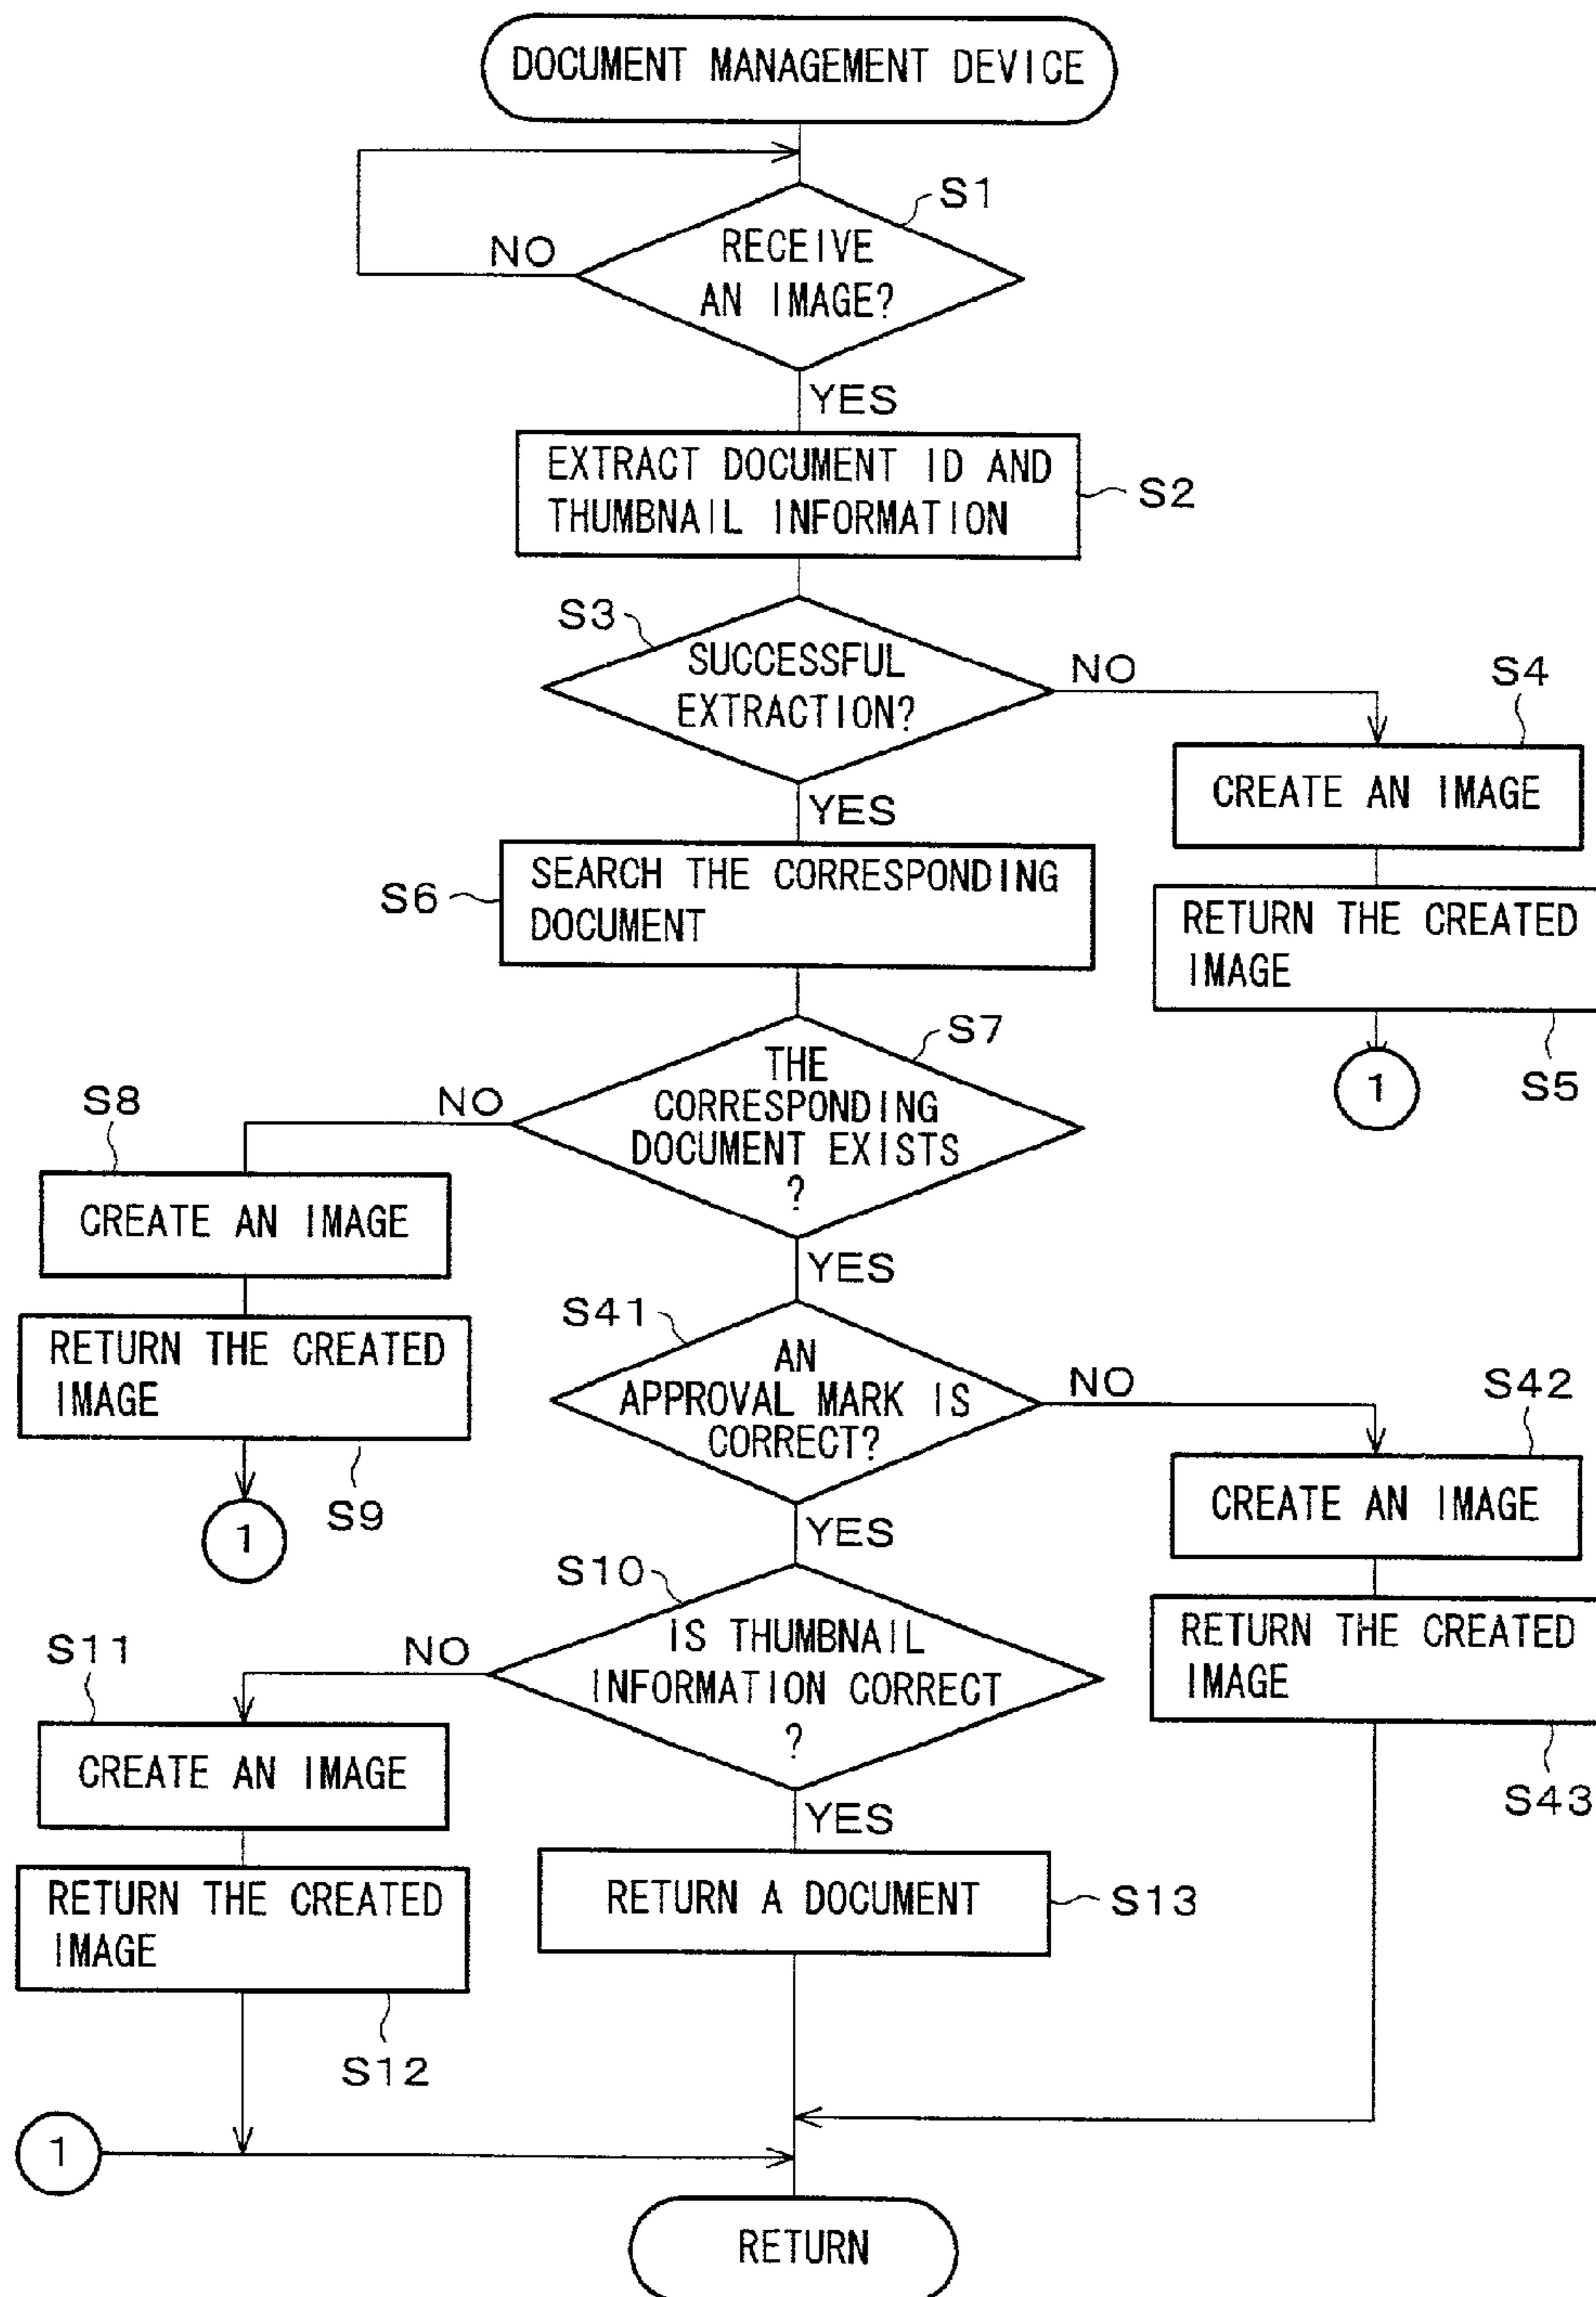 DOCUMENT MANAGEMENT DEVICE
S1
NO
RECEIVE
AN IMAGE?
YES
EXTRACT DOCUMENT ID AND
THUMBNAIL INFORMATION
S2
S3
SUCCESSFUL
EXTRACTION?
NO
S4
CREATE AN IMAGE
YES
SEARCH THE CORRESPONDING
DOCUMENT
S6
RETURN THE CREATED
IMAGE
S5
1
S7
THE
CORRESPONDING
DOCUMENT EXISTS
?
NO
S8
CREATE AN IMAGE
RETURN THE CREATED
IMAGE
S9
1
YES
S41
AN
APPROVAL MARK IS
CORRECT?
NO
S42
CREATE AN IMAGE
RETURN THE CREATED
IMAGE
S43
YES
S10
IS THUMBNAIL
INFORMATION CORRECT
?
NO
S11
CREATE AN IMAGE
RETURN THE CREATED
IMAGE
S12
YES
RETURN A DOCUMENT
S13
1
RETURN